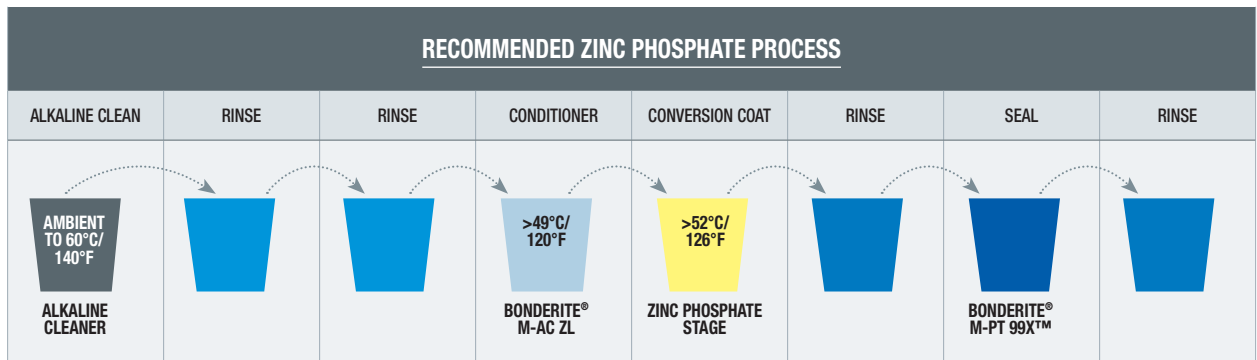 RECOMMENDED ZINC PHOSPHATE PROCESS
ALKALINE CLEAN
RINSE
RINSE
CONDITIONER
CONVERSION COAT
RINSE
SEAL
RINSE
AMBIENT
TO 60°C/
140°F
>49°C/
120°F
>52°C/
126°F
ALKALINE
CLEANER
BONDERITE®
M-AC ZL
ZINC PHOSPHATE
STAGE
BONDERITE®
M-PT 99X™